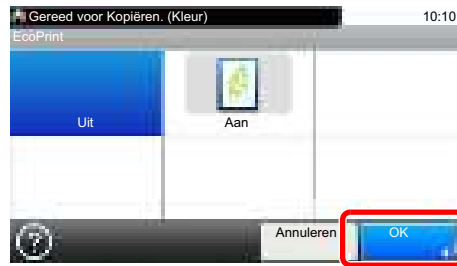 Gereed voor Kopiëren. (Kleur) 10:10
EcoPrint
Uit Aan
? Annuleren OK